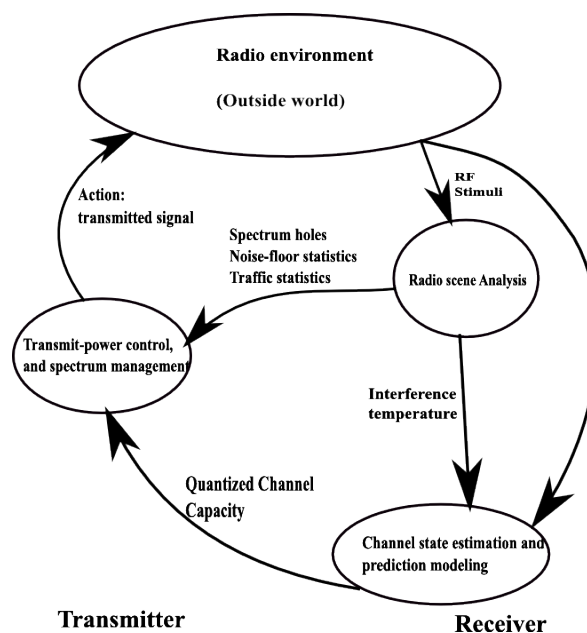 Radio environment
(Outside world)
RF
Stimuli
Action:
transmitted signal
Spectrum holes
Noise-floor statistics
Traffic statistics
Radio scene Analysis
Transmit-power control,
and spectrum management
Interference
temperature
Quantized Channel
Capacity
Channel state estimation and
prediction modeling
Transmitter
Receiver